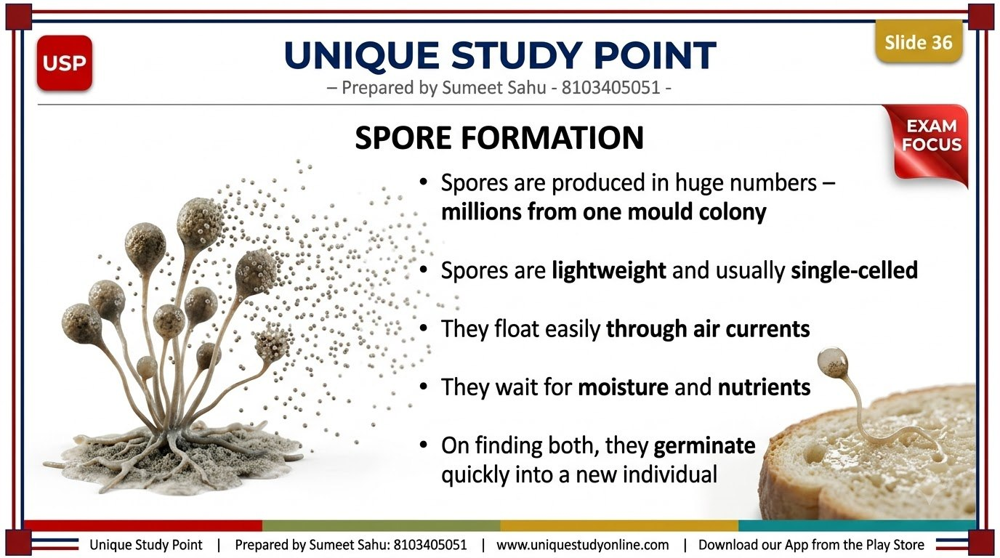 USP
UNIQUE STUDY POINT
Slide 36
– Prepared by Sumeet Sahu - 8103405051 -
EXAM
FOCUS
SPORE FORMATION
• Spores are produced in huge numbers –
millions from one mould colony
• Spores are lightweight and usually single-celled
• They float easily through air currents
• They wait for moisture and nutrients
• On finding both, they germinate
quickly into a new individual
Unique Study Point | Prepared by Sumeet Sahu: 8103405051 | www.uniquestudyonline.com | Download our App from the Play Store